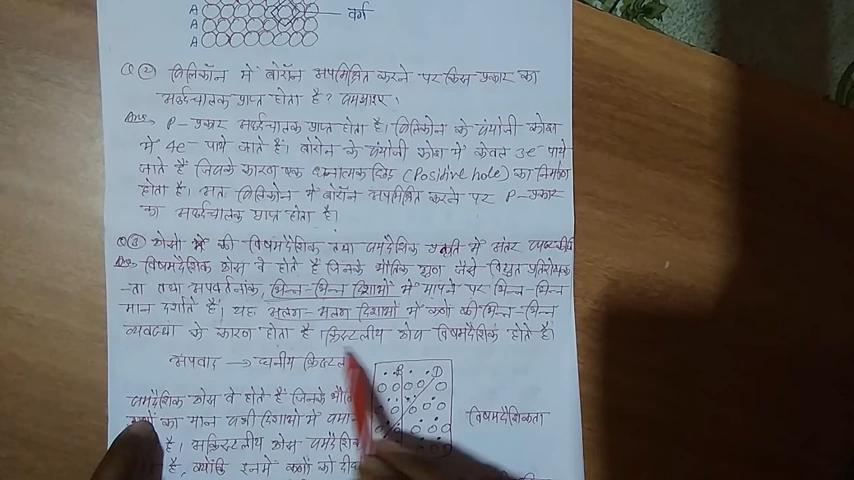 A
A
A
वर्ग
Q② सिलिकॉन में बोरॉन अपमिश्रित करने पर किस प्रकार का
अर्द्धचालक प्राप्त होता है? समझाइए।
Ans, P-प्रकार अर्द्धचालक प्राप्त होता है। सिलिकॉन के संयोजी कोश
में 4e⁻ पाये जाते हैं। बोरॉन के संयोजी कोश में केवल 3e⁻ पाये
जाते हैं जिसके कारण एक धनात्मक छिद्र (Positive hole) का निर्माण
होता है। अतः सिलिकॉन में बोरॉन अपमिश्रित करने पर P-प्रकार
का अर्द्धचालक प्राप्त होता है।
Q③ ठोसों की विषमदैशिक तथा समदैशिक प्रकृति में अंतर स्पष्ट कीजिए
Ans, विषमदैशिक ठोस वे होते हैं जिनके भौतिक गुण जैसे विद्युत प्रतिरोधक
-ता तथा अपवर्तनांक, भिन्न-भिन्न दिशाओं में मापने पर भिन्न-भिन्न
मान दर्शाते हैं। यह अलग-अलग दिशाओं में कणों की भिन्न-भिन्न
व्यवस्था के कारण होता है। क्रिस्टलीय ठोस विषमदैशिक होते हैं।
अपवाद → घनीय
समदैशिक ठोस वे होते हैं जिनके
का मान सभी दिशाओं में
है। अक्रिस्टलीय ठोस समदैशिक
है, क्योंकि इनमें कणों की
D
विषमदैशिकता